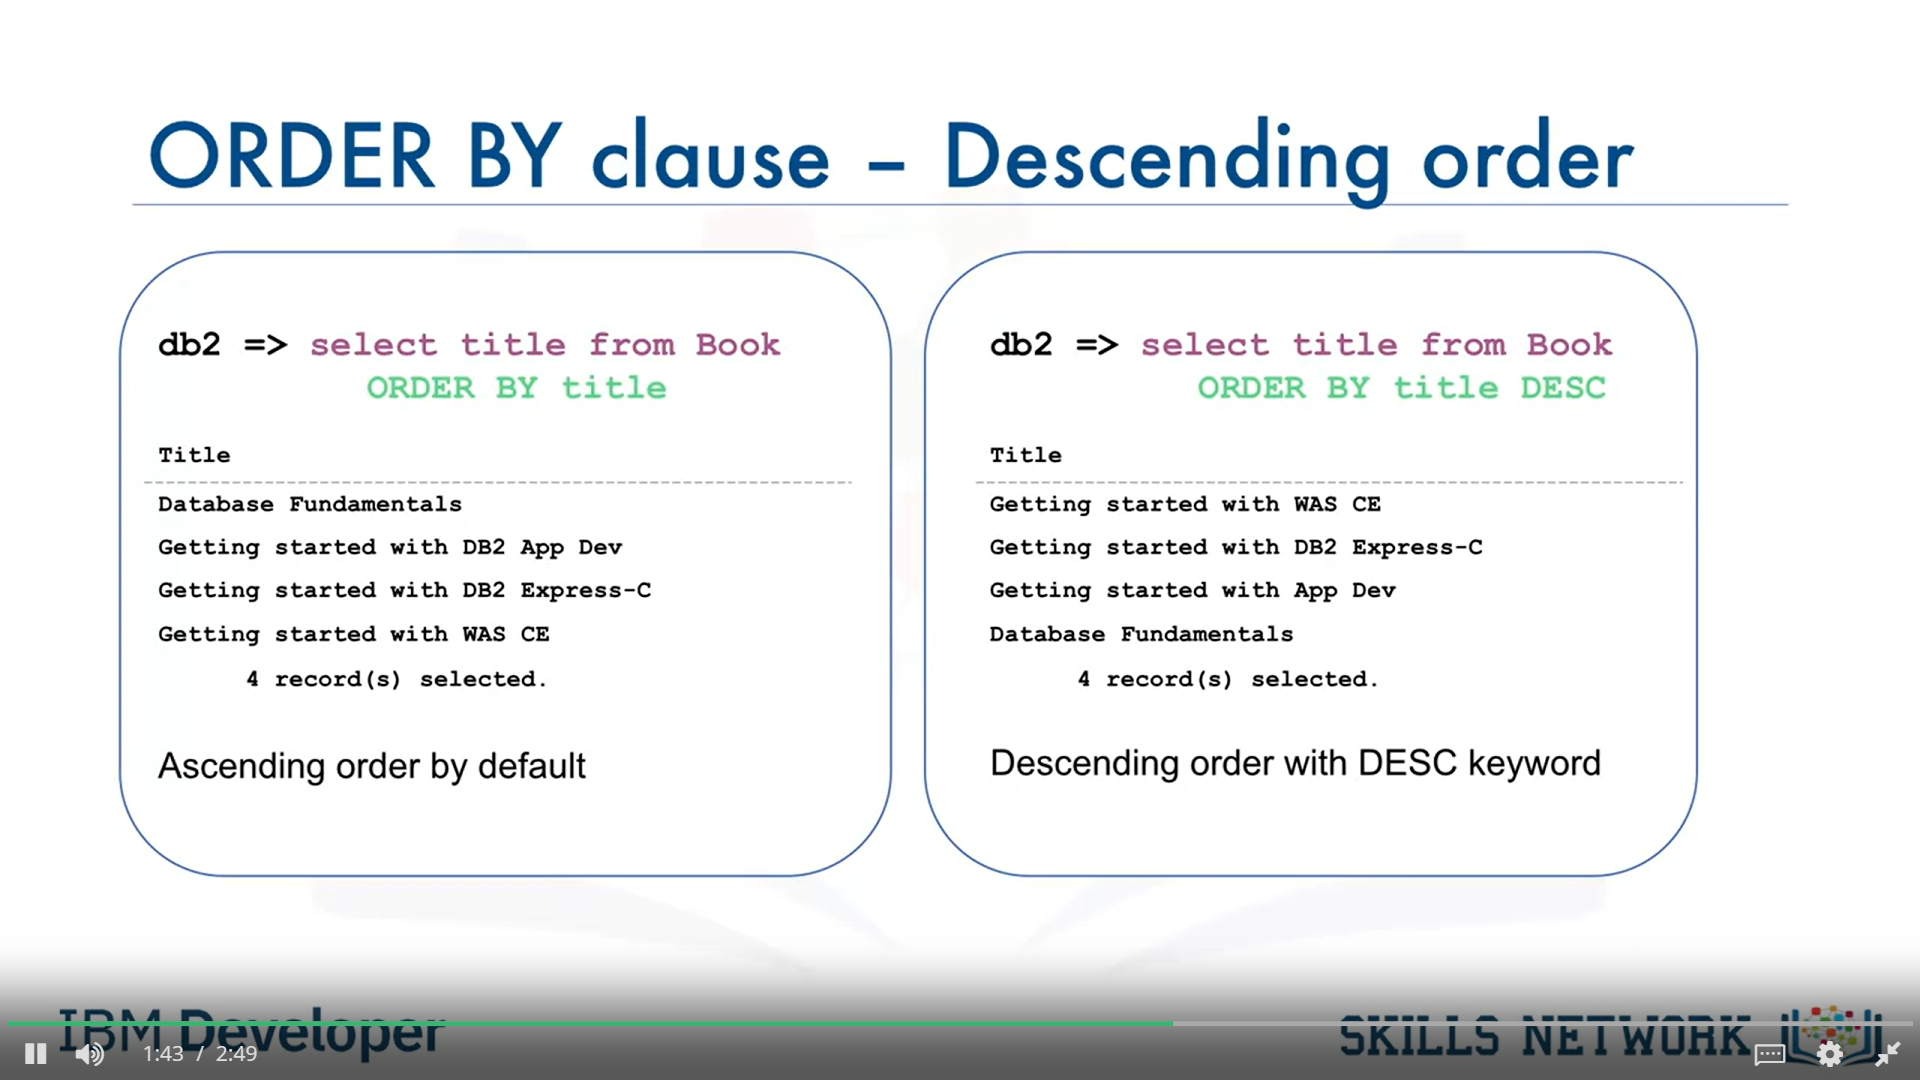 ORDER BY clause – Descending order
db2 => select title from Book
ORDER BY title
Title
Database Fundamentals
Getting started with DB2 App Dev
Getting started with DB2 Express-C
Getting started with WAS CE
4 record(s) selected.
Ascending order by default
db2 => select title from Book
ORDER BY title DESC
Title
Getting started with WAS CE
Getting started with DB2 Express-C
Getting started with App Dev
Database Fundamentals
4 record(s) selected.
Descending order with DESC keyword
IBM Developer
SKILLS NETWORK
1:43 / 2:49